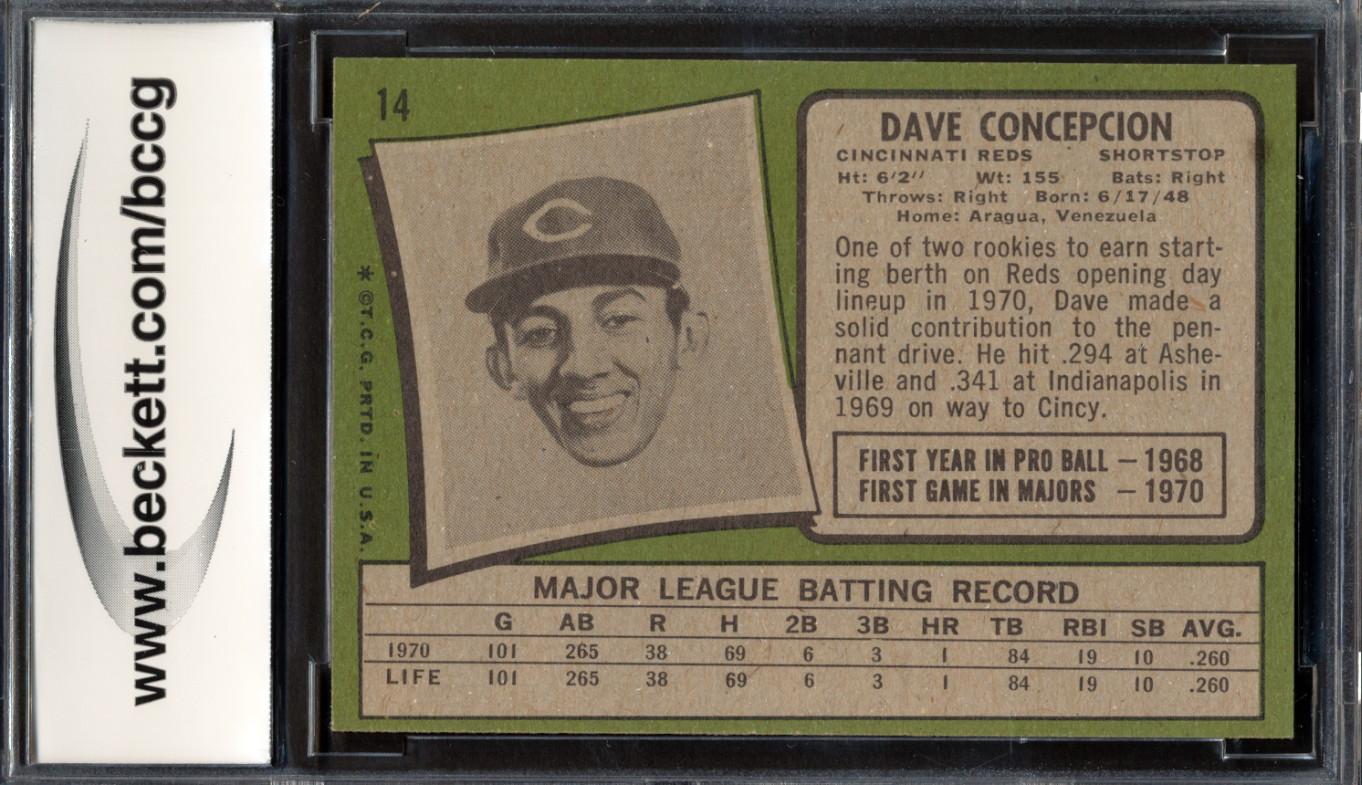 www.beckett.com/bccg
14
* ©T.C.G. PRTD. IN U.S.A.
DAVE CONCEPCION
CINCINNATI REDS SHORTSTOP
Ht: 6'2" Wt: 155 Bats: Right
Throws: Right Born: 6/17/48
Home: Aragua, Venezuela
One of two rookies to earn start-
ing berth on Reds opening day
lineup in 1970, Dave made a
solid contribution to the pen-
nant drive. He hit .294 at Ashe-
ville and .341 at Indianapolis in
1969 on way to Cincy.
FIRST YEAR IN PRO BALL – 1968
FIRST GAME IN MAJORS – 1970
MAJOR LEAGUE BATTING RECORD
G AB R H 2B 3B HR TB RBI SB AVG.
1970 101 265 38 69 6 3 1 84 19 10 .260
LIFE 101 265 38 69 6 3 1 84 19 10 .260